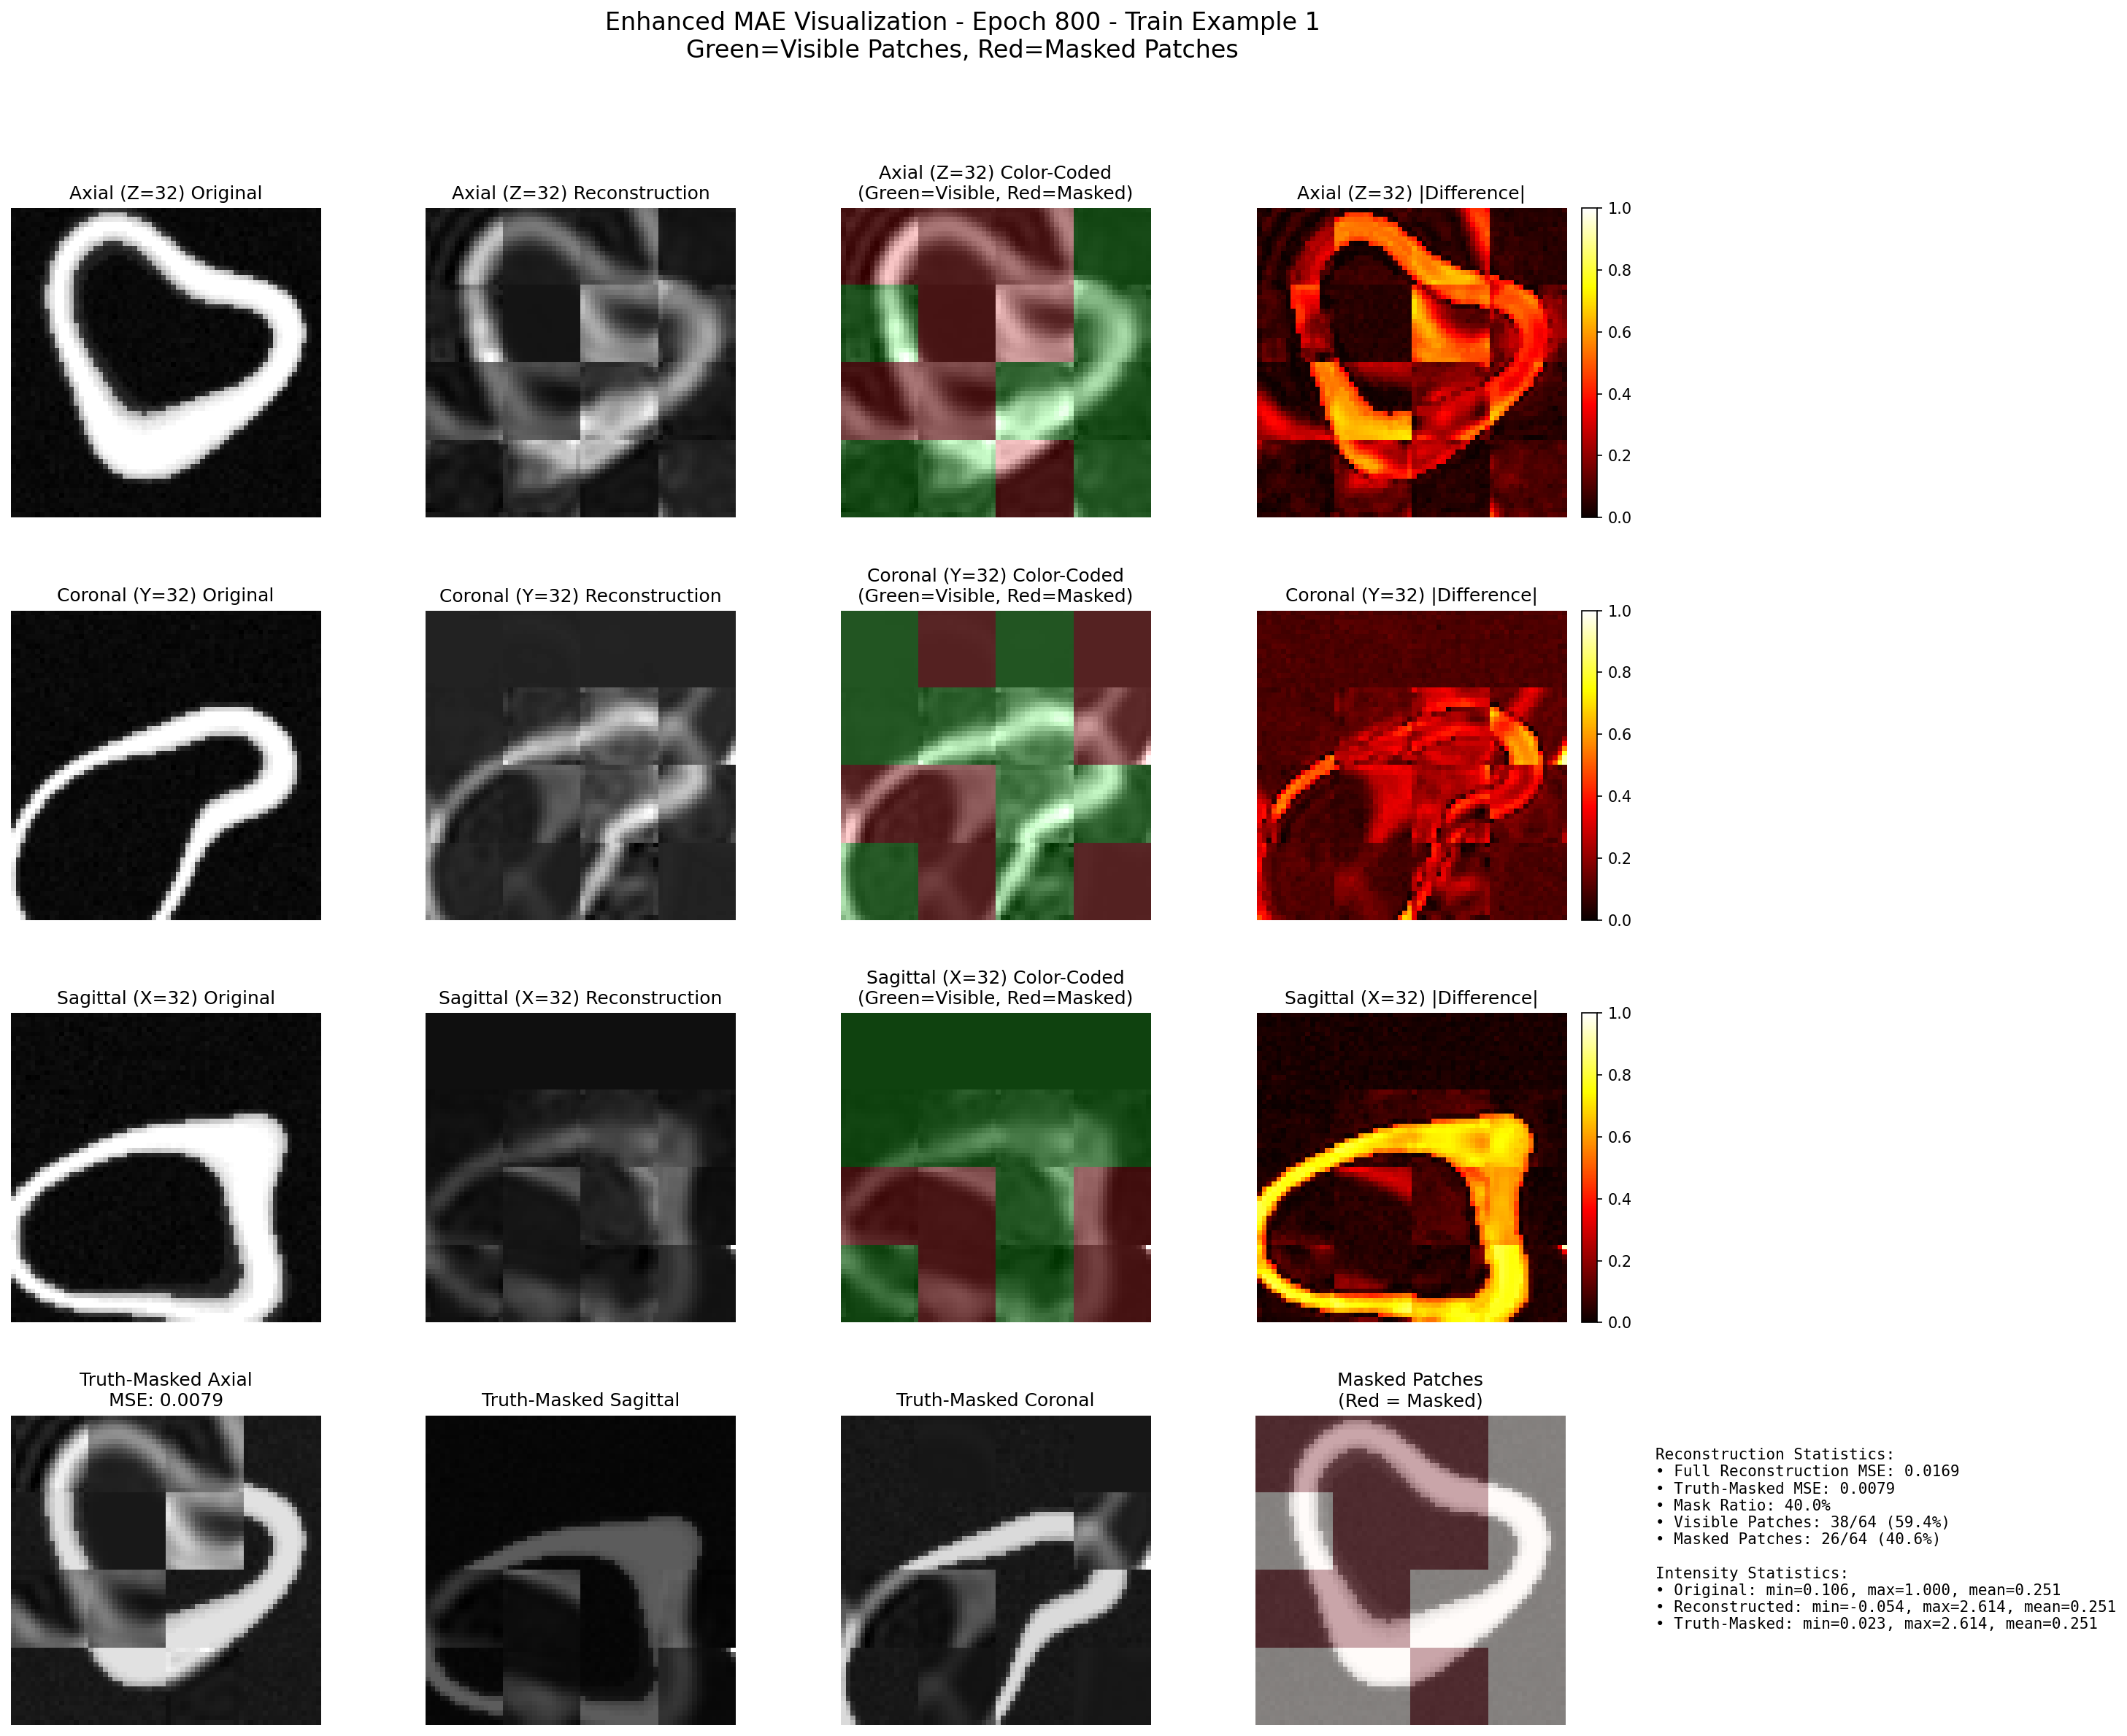 Enhanced MAE Visualization - Epoch 800 - Train Example 1
Green=Visible Patches, Red=Masked Patches
Axial (Z=32) Original
Axial (Z=32) Reconstruction
Axial (Z=32) Color-Coded
(Green=Visible, Red=Masked)
Axial (Z=32) |Difference|
1.0
0.8
0.6
0.4
0.2
0.0
Coronal (Y=32) Original
Coronal (Y=32) Reconstruction
Coronal (Y=32) Color-Coded
(Green=Visible, Red=Masked)
Coronal (Y=32) |Difference|
1.0
0.8
0.6
0.4
0.2
0.0
Sagittal (X=32) Original
Sagittal (X=32) Reconstruction
Sagittal (X=32) Color-Coded
(Green=Visible, Red=Masked)
Sagittal (X=32) |Difference|
1.0
0.8
0.6
0.4
0.2
0.0
Truth-Masked Axial
MSE: 0.0079
Truth-Masked Sagittal
Truth-Masked Coronal
Masked Patches
(Red = Masked)
Reconstruction Statistics:
• Full Reconstruction MSE: 0.0169
• Truth-Masked MSE: 0.0079
• Mask Ratio: 40.0%
• Visible Patches: 38/64 (59.4%)
• Masked Patches: 26/64 (40.6%)
Intensity Statistics:
• Original: min=0.106, max=1.000, mean=0.251
• Reconstructed: min=-0.054, max=2.614, mean=0.251
• Truth-Masked: min=0.023, max=2.614, mean=0.251